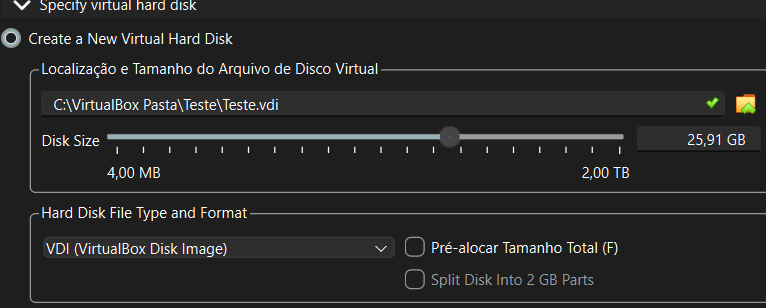 Specify virtual hard disk
Create a New Virtual Hard Disk
Localização e Tamanho do Arquivo de Disco Virtual
C:\VirtualBox Pasta\Teste\Teste.vdi
Disk Size
25,91 GB
4,00 MB
2,00 TB
Hard Disk File Type and Format
VDI (VirtualBox Disk Image)
Pré-alocar Tamanho Total (F)
Split Disk Into 2 GB Parts